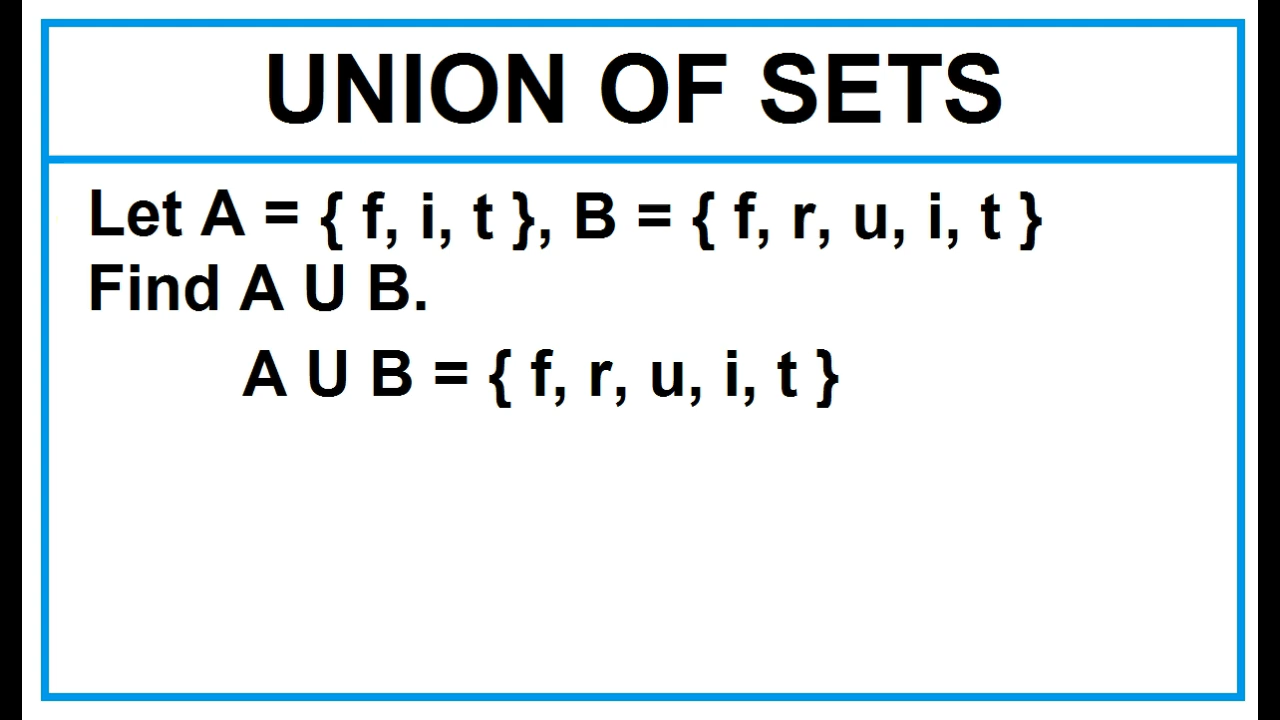 UNION OF SETS
Let A = { f, i, t }, B = { f, r, u, i, t }
Find A U B.
A U B = { f, r, u, i, t }